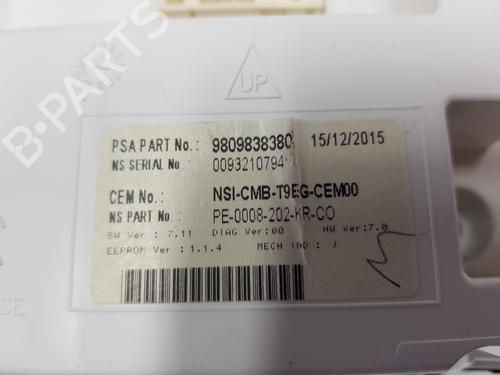 B-PARTS
UP
PSA PART No.: 9809838380 15/12/2015
NS SERIAL No: 0093210794
CEM No.: NSI-CMB-T9EG-CEM00
NS PART No.: PE-0008-202-KR-CO
SW Ver : 7.11 DIAG Ver:00 HW Ver:7.0
EEPROM Ver : 1.1.4 MECH IND : J